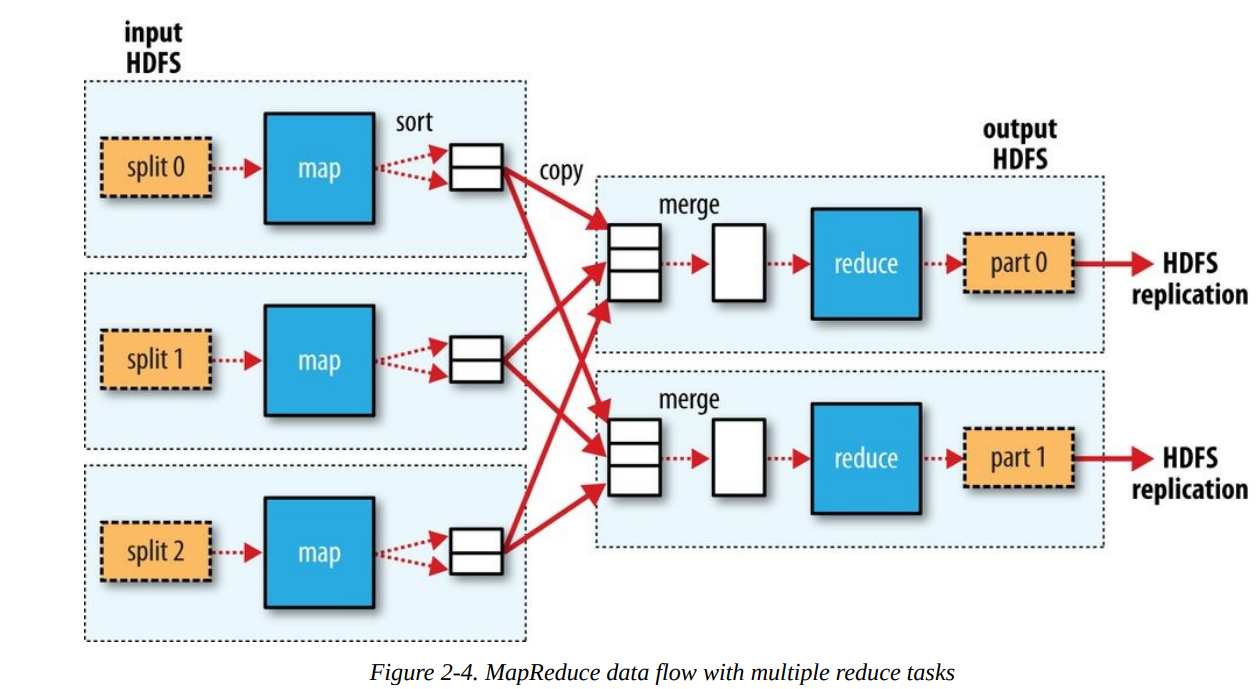 input
HDFS
split 0
map
sort
copy
split 1
map
split 2
map
output
HDFS
merge
reduce
part 0
HDFS
replication
merge
reduce
part 1
HDFS
replication
Figure 2-4. MapReduce data flow with multiple reduce tasks